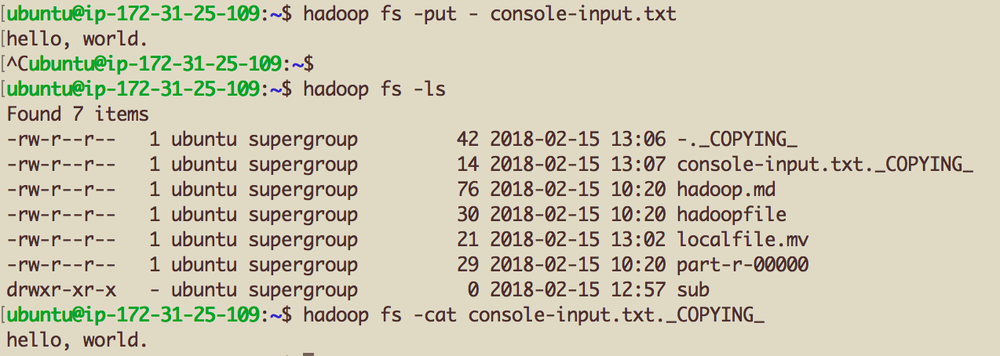 [ubuntu@ip-172-31-25-109:~$ hadoop fs -put - console-input.txt
[hello, world.
[^Cubuntu@ip-172-31-25-109:~$
[ubuntu@ip-172-31-25-109:~$ hadoop fs -ls
Found 7 items
-rw-r--r--   1 ubuntu supergroup         42 2018-02-15 13:06 -._COPYING_
-rw-r--r--   1 ubuntu supergroup         14 2018-02-15 13:07 console-input.txt._COPYING_
-rw-r--r--   1 ubuntu supergroup         76 2018-02-15 10:20 hadoop.md
-rw-r--r--   1 ubuntu supergroup         30 2018-02-15 10:20 hadoopfile
-rw-r--r--   1 ubuntu supergroup         21 2018-02-15 13:02 localfile.mv
-rw-r--r--   1 ubuntu supergroup         29 2018-02-15 10:20 part-r-00000
drwxr-xr-x   - ubuntu supergroup          0 2018-02-15 12:57 sub
[ubuntu@ip-172-31-25-109:~$ hadoop fs -cat console-input.txt._COPYING_
hello, world.